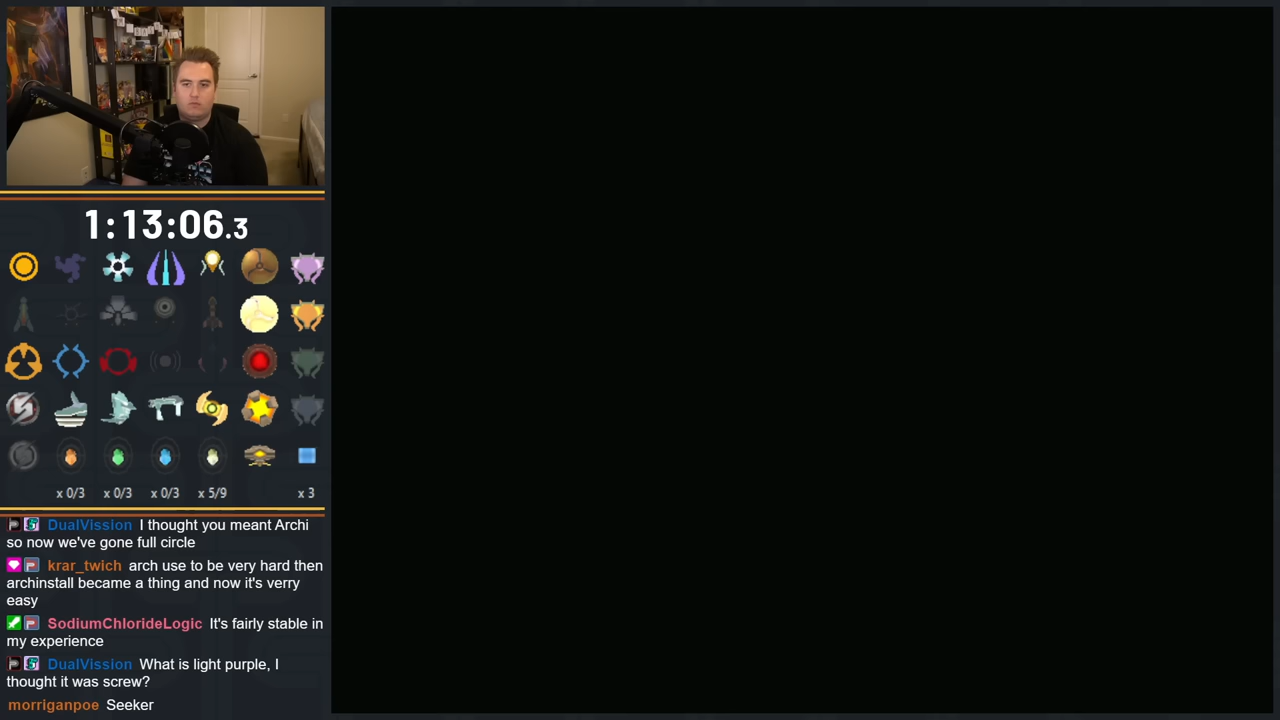 1:13:06.3
x 0/3 x 0/3 x 0/3 x 5/9 x 3
DualVission I thought you meant Archi
so now we've gone full circle
krar_twich arch use to be very hard then
archinstall became a thing and now it's verry
easy
SodiumChlorideLogic It's fairly stable in
my experience
DualVission What is light purple, I
thought it was screw?
morriganpoe Seeker